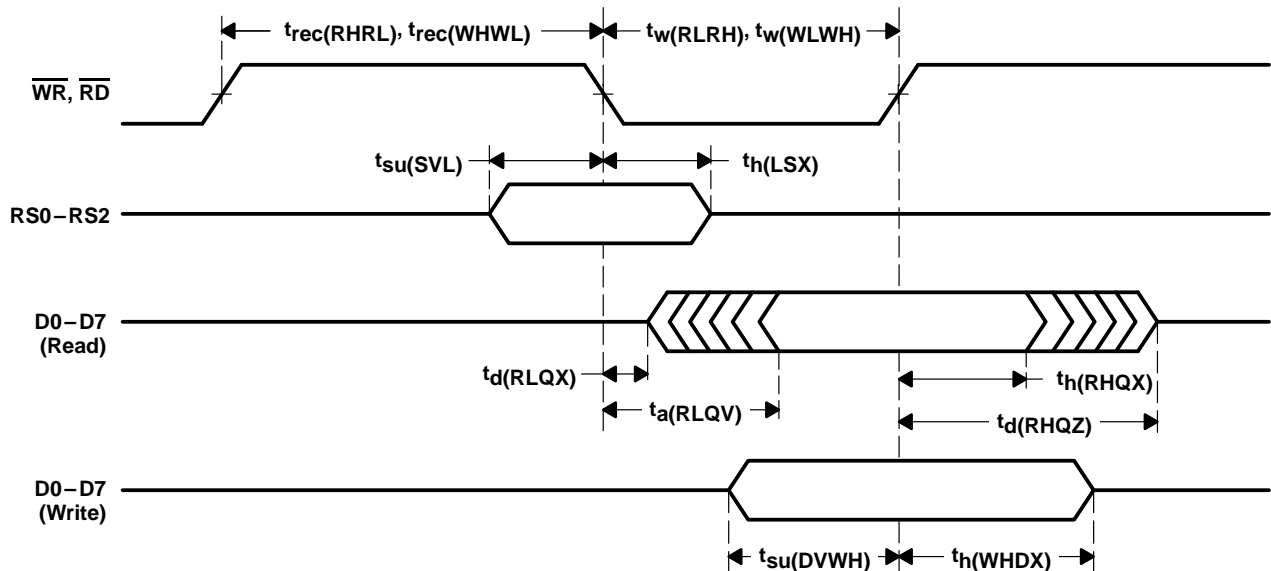 trec(RHRL), trec(WHWL)
tw(RLRH), tw(WLWH)
WR, RD
tsu(SVL)
th(LSX)
RS0–RS2
D0–D7
(Read)
td(RLQX)
th(RHQX)
ta(RLQV)
td(RHQZ)
D0–D7
(Write)
tsu(DVWH)
th(WHDX)